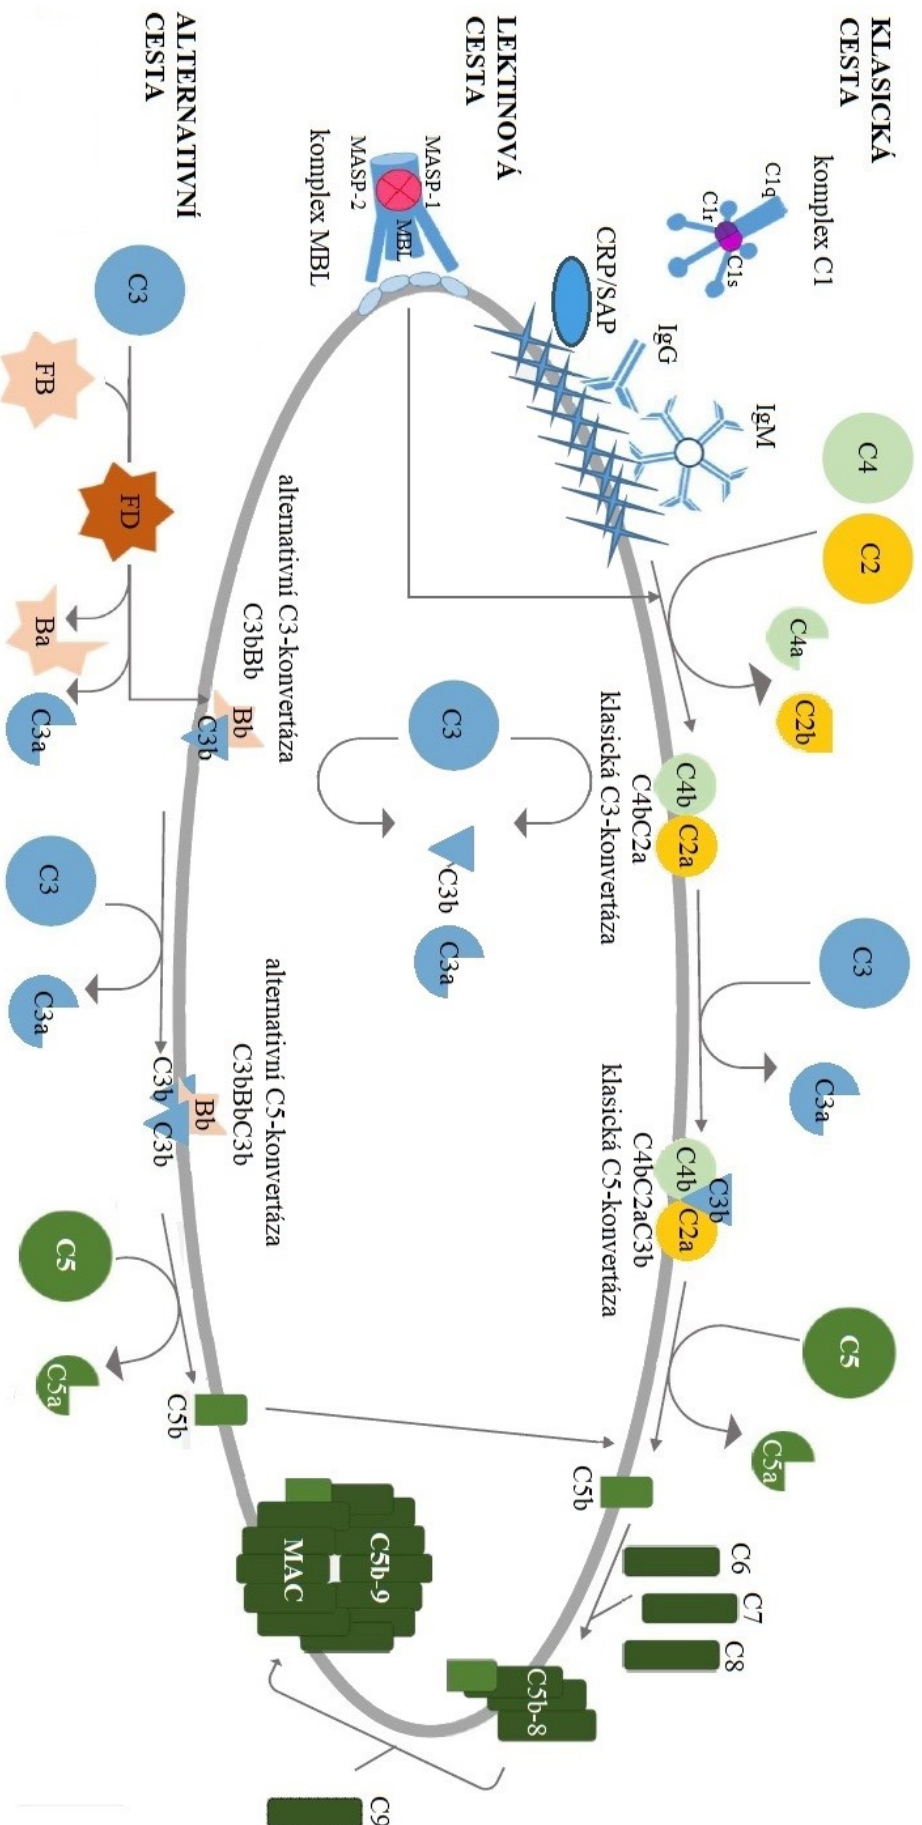 KLASICKÁ
CESTA
komplex C1
C1q
C1r
C1s
CRP/SAP
IgG
IgM
C4
C2
C4a
C2b
C4b
C2a
C4bC2a
klasická C3-konvertáza
C3
C3a
C3b
C4b
C2a
C4bC2aC3b
klasická C5-konvertáza
C5
C5a
C5b
C6
C7
C8
C5b-8
C9
LEKTINOVÁ
CESTA
MASP-1
MBL
MASP-2
komplex MBL
C3
C3b
C3a
C5b-9
MAC
alternativní C3-konvertáza
C3bBb
Bb
C3b
alternativní C5-konvertáza
C3bBbC3b
Bb
C3b
C3b
C5b
ALTERNATIVNÍ
CESTA
C3
FB
FD
Ba
C3a
C3
C3a
C5
C5a